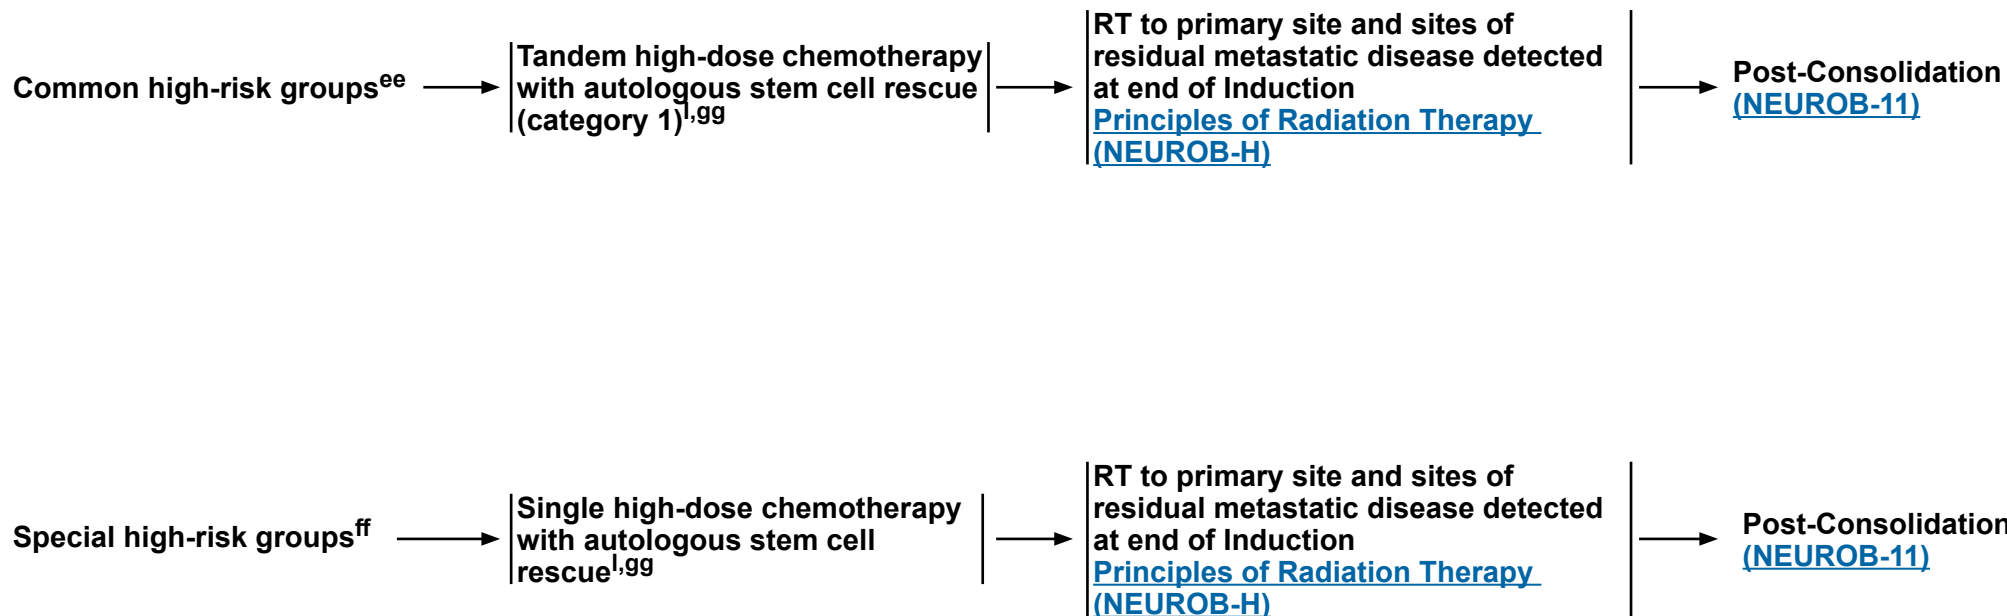 Common high-risk groups^ee
Tandem high-dose chemotherapy
with autologous stem cell rescue
(category 1)^l,gg
RT to primary site and sites of
residual metastatic disease detected
at end of Induction
Principles of Radiation Therapy
(NEUROB-H)
Post-Consolidation
(NEUROB-11)
Special high-risk groups^ff
Single high-dose chemotherapy
with autologous stem cell
rescue^l,gg
RT to primary site and sites of
residual metastatic disease detected
at end of Induction
Principles of Radiation Therapy
(NEUROB-H)
Post-Consolidation
(NEUROB-11)